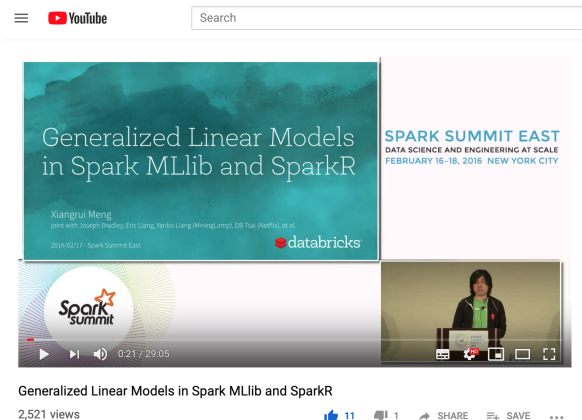 YouTube
Search
Generalized Linear Models
in Spark MLlib and SparkR
Xiangrui Meng
joint with Joseph Bradley, Eric Liang, Yanbo Liang (MiningLamp), DB Tsai (Netflix), et al.
2016/02/17 - Spark Summit East
databricks
SPARK SUMMIT EAST
DATA SCIENCE AND ENGINEERING AT SCALE
FEBRUARY 16-18, 2016 NEW YORK CITY
Spark
summit
0:21 / 29:05
HD
Generalized Linear Models in Spark MLlib and SparkR
2,521 views
11
1
SHARE
SAVE